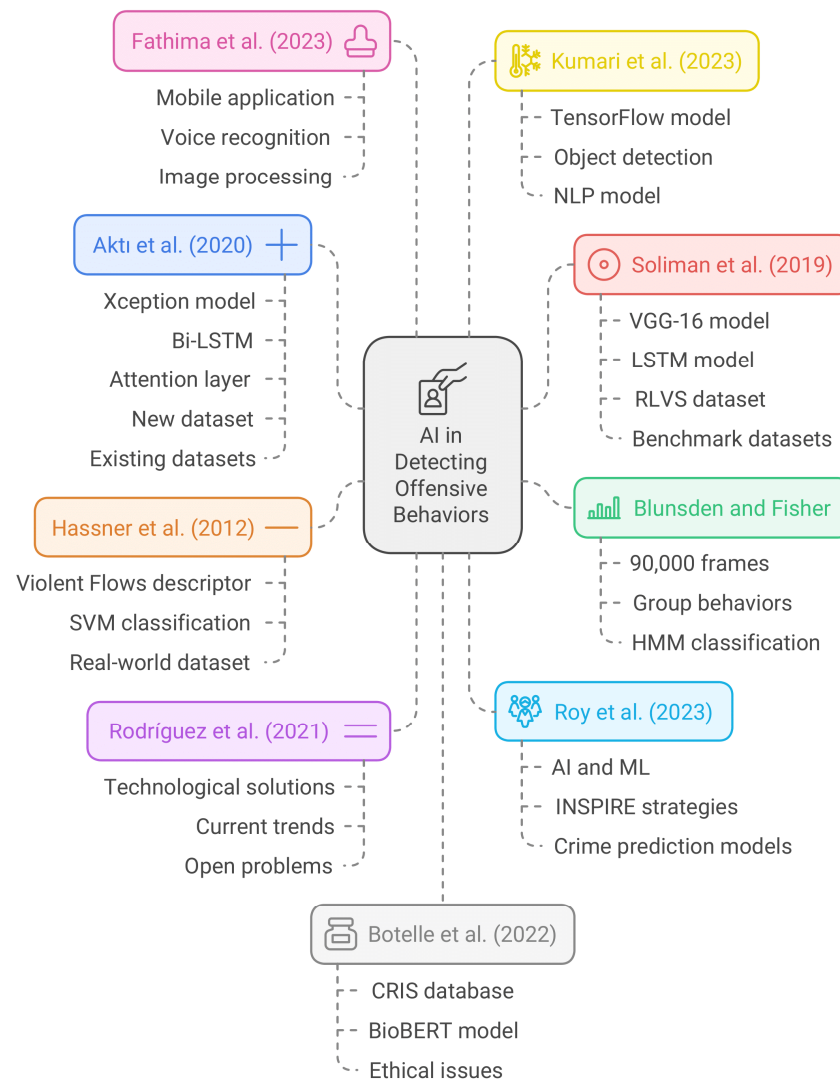 Fathima et al. (2023)
Mobile application
Voice recognition
Image processing
Kumari et al. (2023)
TensorFlow model
Object detection
NLP model
Aktı et al. (2020)
Xception model
Bi-LSTM
Attention layer
New dataset
Existing datasets
Soliman et al. (2019)
VGG-16 model
LSTM model
RLVS dataset
Benchmark datasets
AI in
Detecting
Offensive
Behaviors
Hassner et al. (2012)
Violent Flows descriptor
SVM classification
Real-world dataset
Blunsden and Fisher
90,000 frames
Group behaviors
HMM classification
Rodríguez et al. (2021)
Technological solutions
Current trends
Open problems
Roy et al. (2023)
AI and ML
INSPIRE strategies
Crime prediction models
Botelle et al. (2022)
CRIS database
BioBERT model
Ethical issues